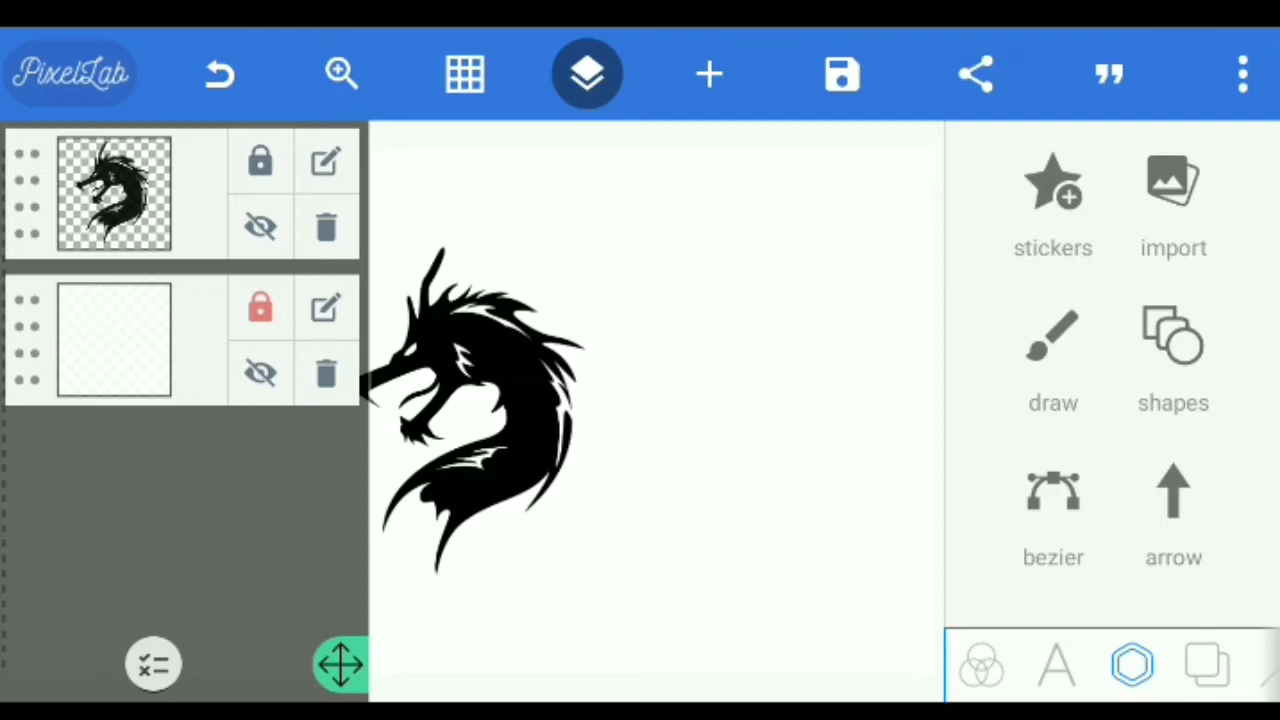 PixelLab
stickers
import
draw
shapes
bezier
arrow